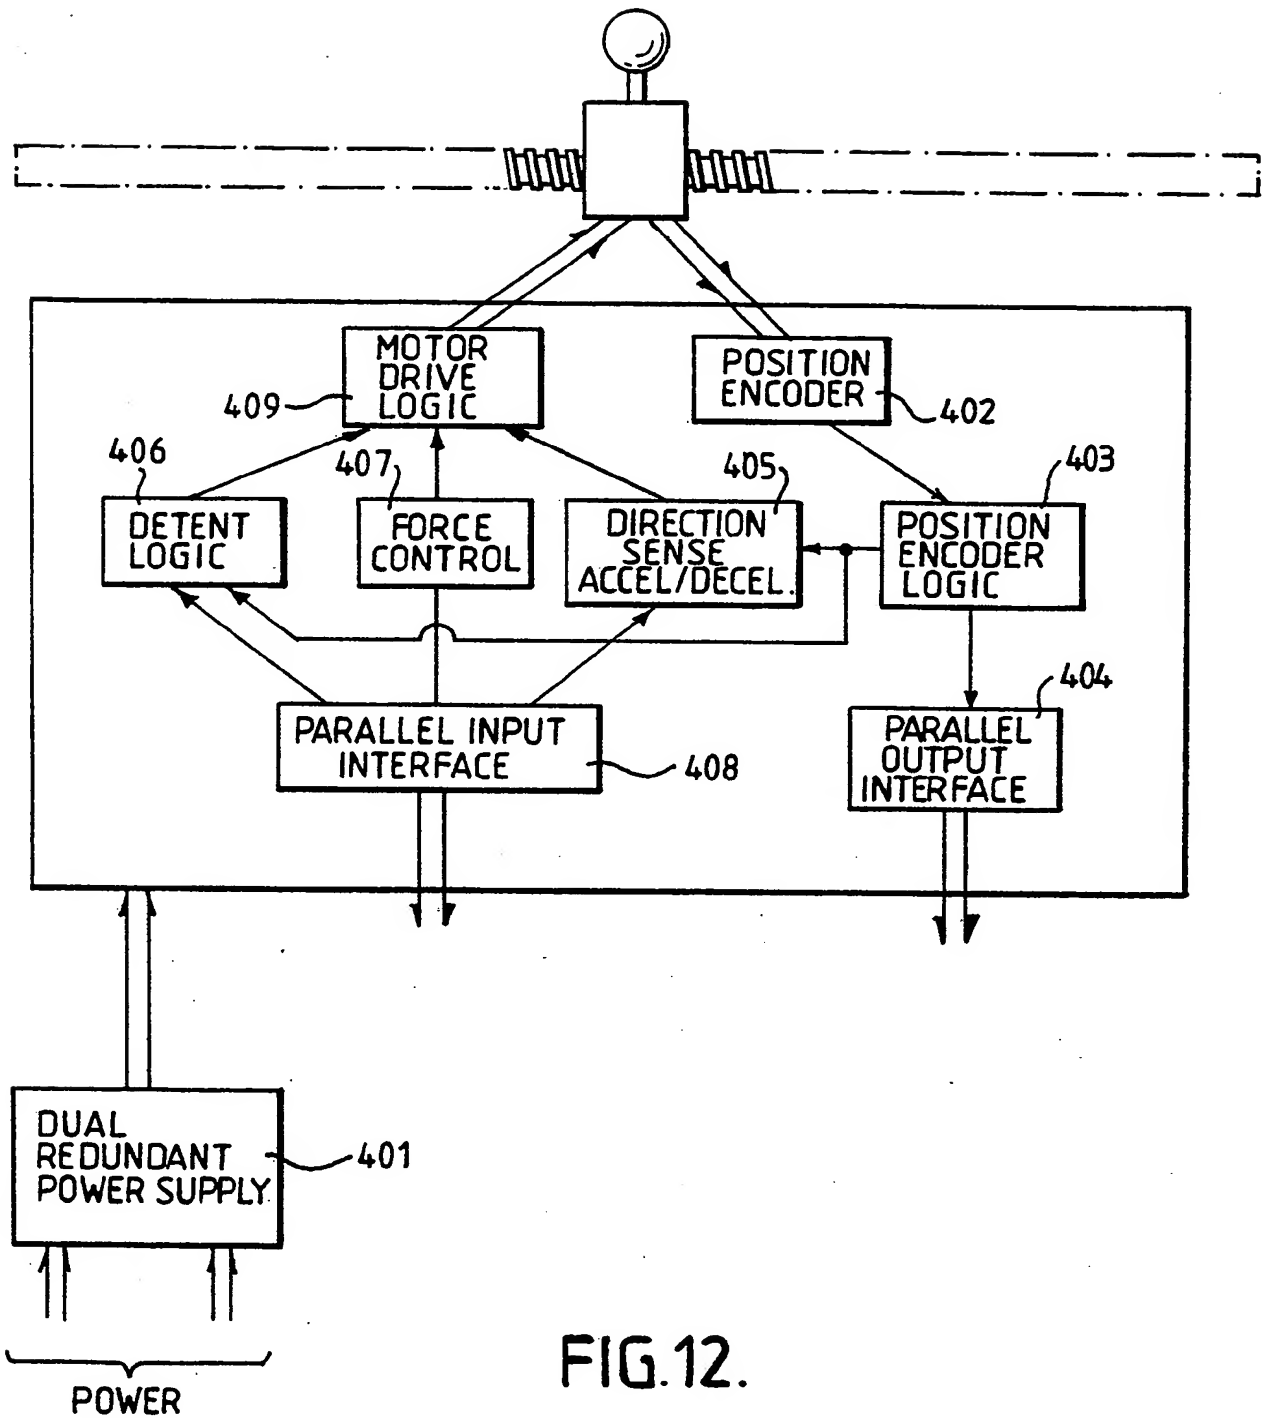 MOTOR
DRIVE
LOGIC
409
POSITION
ENCODER
402
406
407
405
403
DETENT
LOGIC
FORCE
CONTROL
DIRECTION
SENSE
ACCEL/DECEL.
POSITION
ENCODER
LOGIC
404
PARALLEL INPUT
INTERFACE
408
PARALLEL
OUTPUT
INTERFACE
DUAL
REDUNDANT
POWER SUPPLY
401
POWER
FIG.12.